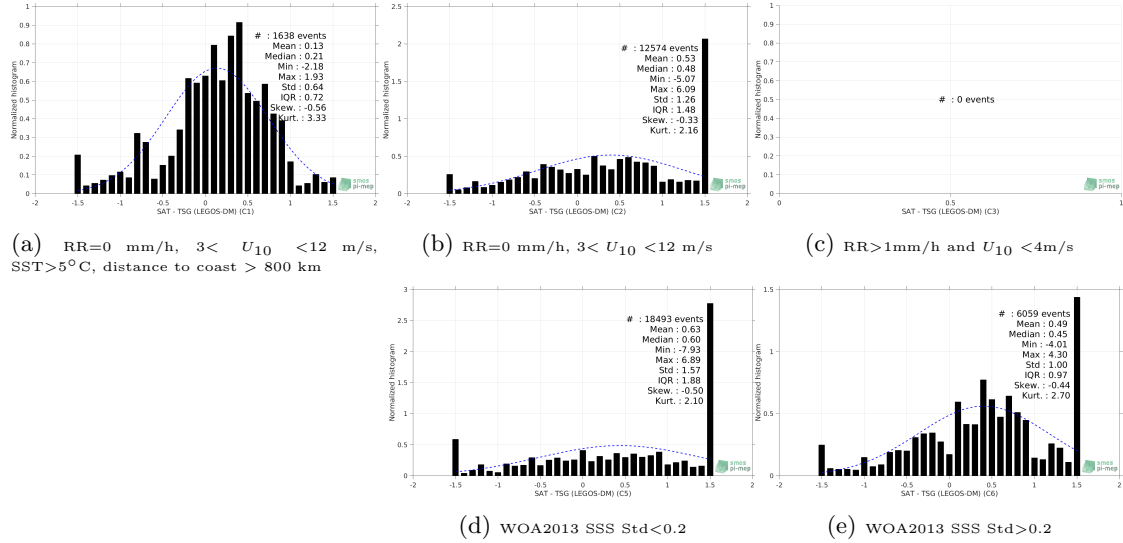 1
0.9
0.8
0.7
0.6
0.5
0.4
0.3
0.2
0.1
0
Normalized histogram
# : 1638 events
Mean : 0.13
Median : 0.21
Min : -2.18
Max : 1.93
Std : 0.64
IQR : 0.72
Skew. : -0.56
Kurt. : 3.33
smos
pi-mep
-2 -1.5 -1 -0.5 0 0.5 1 1.5 2
SAT - TSG (LEGOS-DM) (C1)
(a) RR=0 mm/h, 3< U10 <12 m/s,
SST>5°C, distance to coast > 800 km
2.5
2
1.5
1
0.5
0
Normalized histogram
# : 12574 events
Mean : 0.53
Median : 0.48
Min : -5.07
Max : 6.09
Std : 1.26
IQR : 1.48
Skew. : -0.33
Kurt. : 2.16
smos
pi-mep
-2 -1.5 -1 -0.5 0 0.5 1 1.5 2
SAT - TSG (LEGOS-DM) (C2)
(b) RR=0 mm/h, 3< U10 <12 m/s
1
0.9
0.8
0.7
0.6
0.5
0.4
0.3
0.2
0.1
0
Normalized histogram
# : 0 events
smos
pi-mep
0 0.5 1
SAT - TSG (LEGOS-DM) (C3)
(c) RR>1mm/h and U10 <4m/s
3
2.5
2
1.5
1
0.5
0
Normalized histogram
# : 18493 events
Mean : 0.63
Median : 0.60
Min : -7.93
Max : 6.89
Std : 1.57
IQR : 1.88
Skew. : -0.50
Kurt. : 2.10
smos
pi-mep
-2 -1.5 -1 -0.5 0 0.5 1 1.5 2
SAT - TSG (LEGOS-DM) (C5)
(d) WOA2013 SSS Std<0.2
1.5
1
0.5
0
Normalized histogram
# : 6059 events
Mean : 0.49
Median : 0.45
Min : -4.01
Max : 4.30
Std : 1.00
IQR : 0.97
Skew. : -0.44
Kurt. : 2.70
smos
pi-mep
-2 -1.5 -1 -0.5 0 0.5 1 1.5 2
SAT - TSG (LEGOS-DM) (C6)
(e) WOA2013 SSS Std>0.2